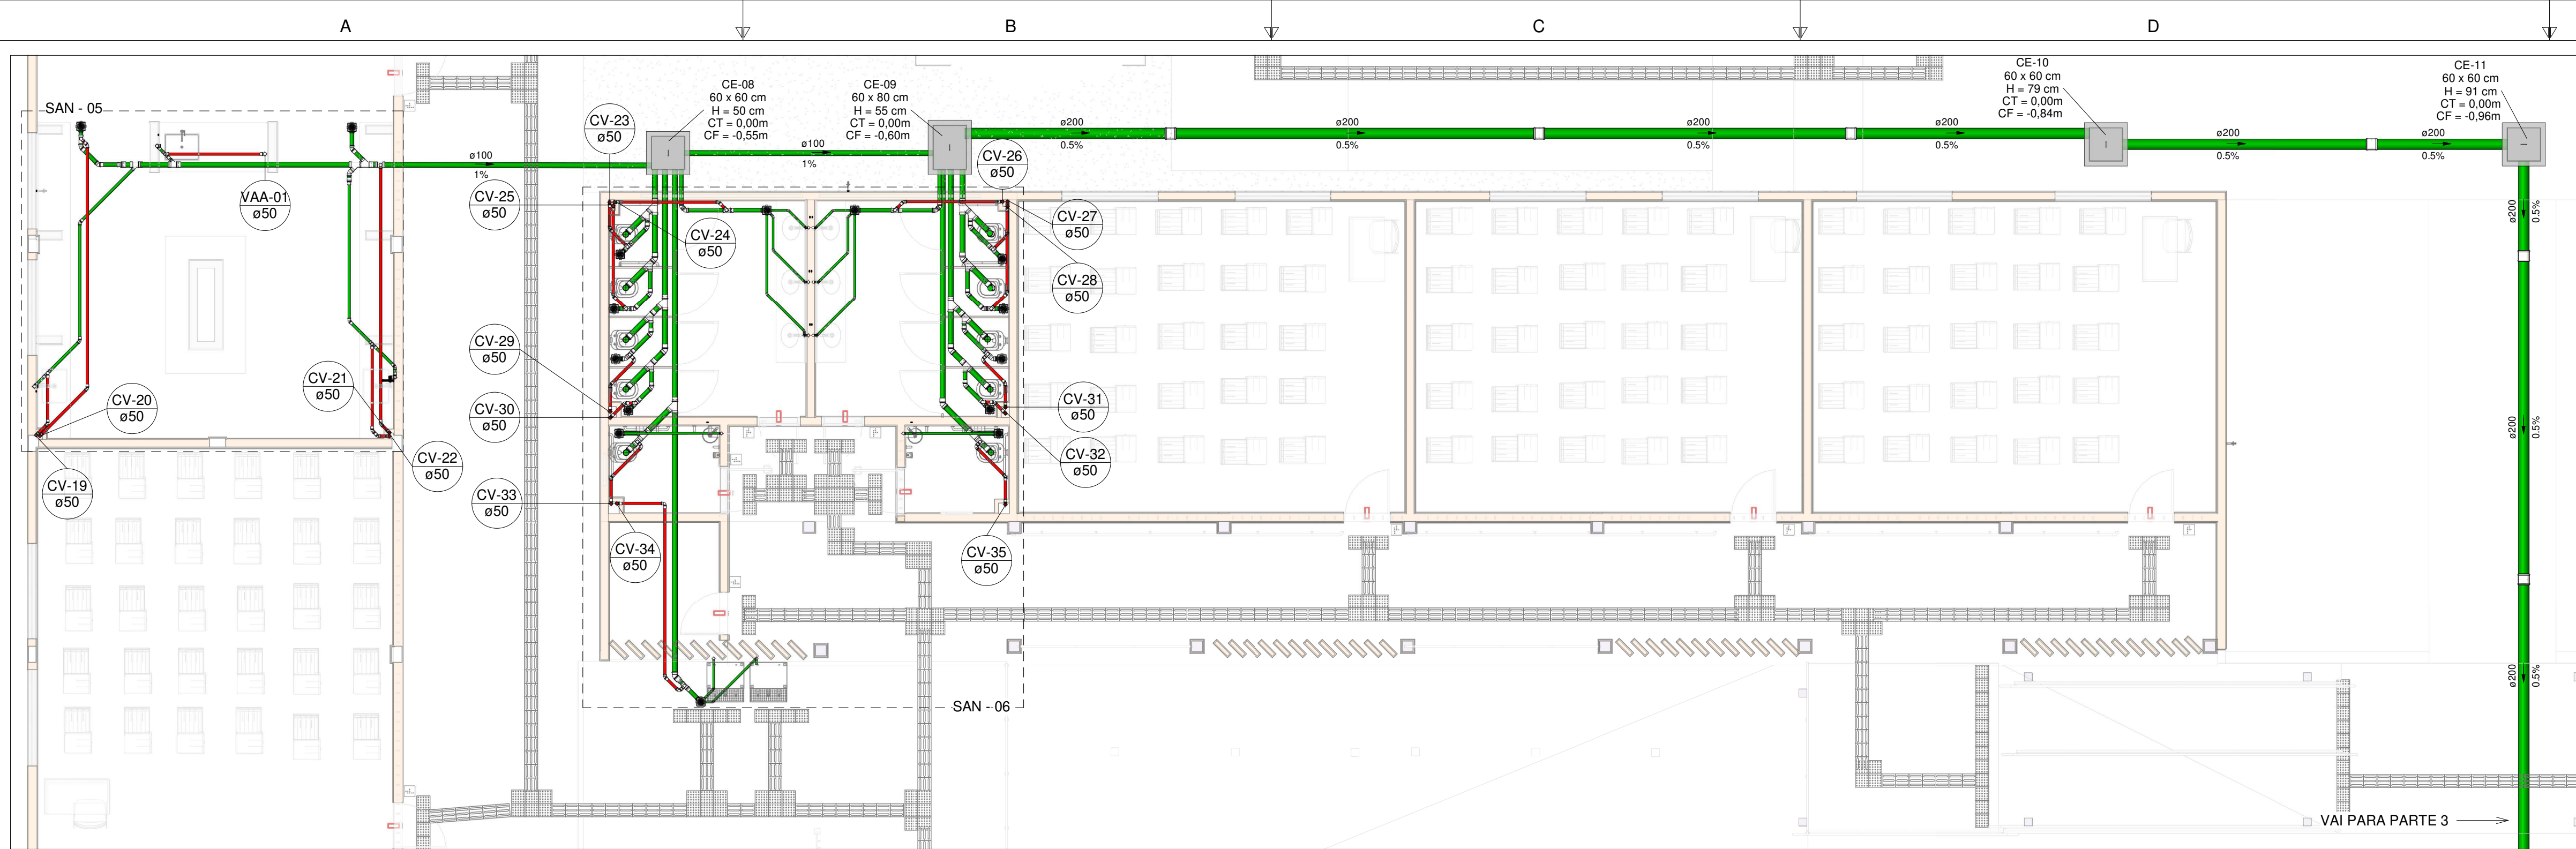 A
B
C
D
SAN - 05
CV-23
ø50
CE-08
60 x 60 cm
H = 50 cm
CT = 0,00m
CF = -0,55m
CE-09
60 x 80 cm
H = 55 cm
CT = 0,00m
CF = -0,60m
CE-10
60 x 60 cm
H = 79 cm
CT = 0,00m
CF = -0,84m
CE-11
60 x 60 cm
H = 91 cm
CT = 0,00m
CF = -0,96m
ø100
1%
ø100
1%
ø200
0.5%
ø200
0.5%
ø200
0.5%
ø200
0.5%
ø200
0.5%
ø200
0.5%
VAA-01
ø50
CV-25
ø50
CV-24
ø50
CV-26
ø50
CV-27
ø50
CV-28
ø50
ø200
0.5%
CV-29
ø50
CV-21
ø50
CV-20
ø50
CV-30
ø50
CV-31
ø50
CV-32
ø50
ø200
0.5%
CV-22
ø50
CV-19
ø50
CV-33
ø50
CV-34
ø50
CV-35
ø50
ø200
0.5%
SAN - 06
VAI PARA PARTE 3